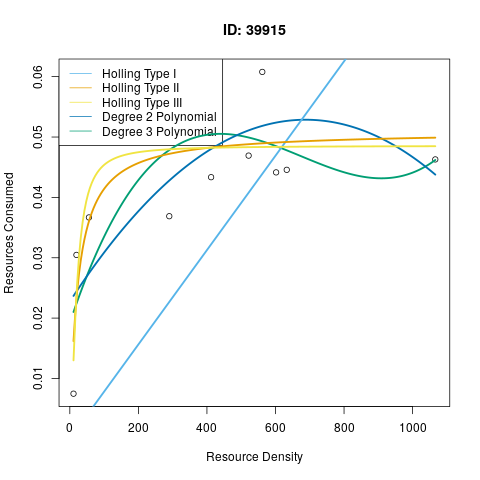 ID: 39915
Holling Type I
Holling Type II
Holling Type III
Degree 2 Polynomial
Degree 3 Polynomial
Resources Consumed
0.06
0.05
0.04
0.03
0.02
0.01
0 200 400 600 800 1000
Resource Density